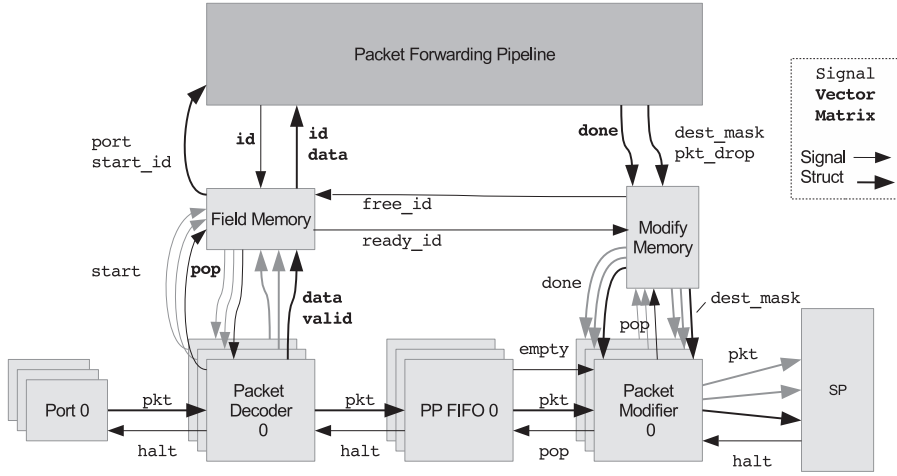 Packet Forwarding Pipeline
Signal
Vector
Matrix
Signal
Struct
port
start_id
id
id
data
done
dest_mask
pkt_drop
Field Memory
free_id
ready_id
Modify
Memory
start
pop
data
valid
done
pop
dest_mask
empty
pkt
Port 0
pkt
halt
Packet
Decoder
0
pkt
halt
PP FIFO 0
pkt
pop
Packet
Modifier
0
halt
SP